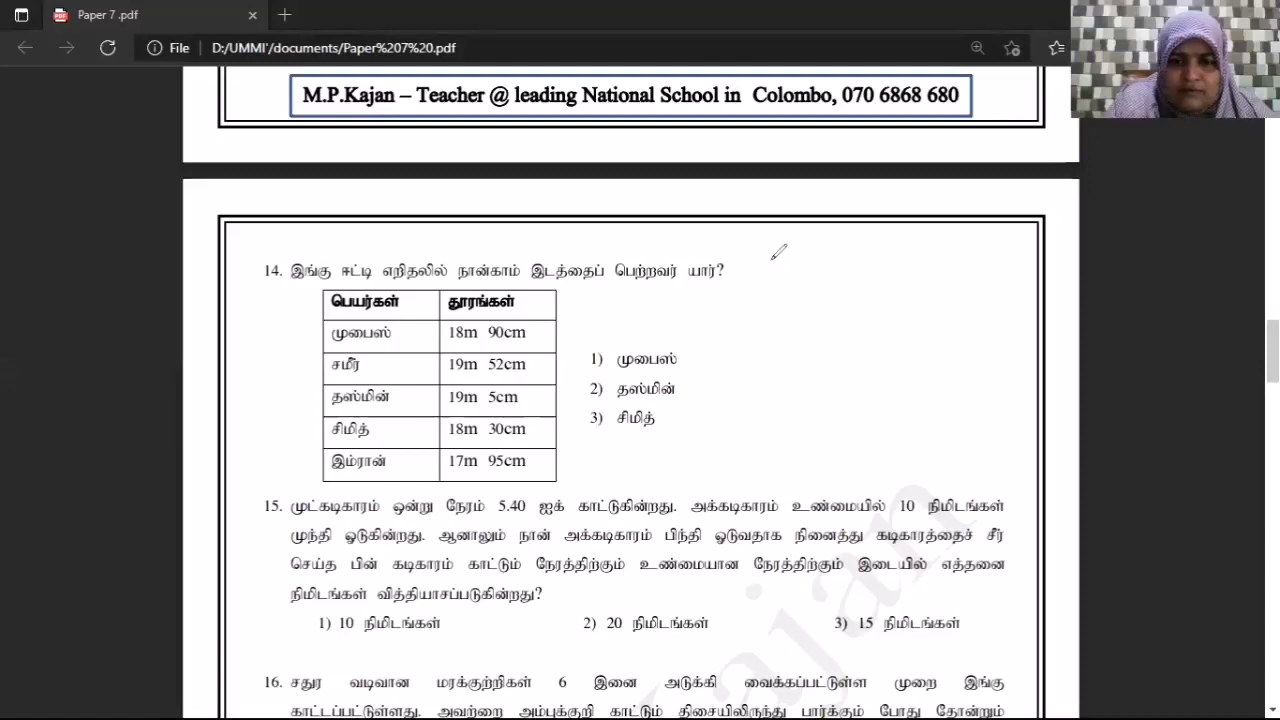 Paper 7 .pdf
File D:/UMMI'/documents/Paper%207%20.pdf
M.P.Kajan – Teacher @ leading National School in Colombo, 070 6868 680
14. இங்கு ஈட்டி எறிதலில் நான்காம் இடத்தைப் பெற்றவர் யார்?
பெயர்கள் தூரங்கள்
முபைஸ் 18m 90cm
சமீர் 19m 52cm
தஸ்மின் 19m 5cm
சிமித் 18m 30cm
இம்ரான் 17m 95cm
1) முபைஸ்
2) தஸ்மின்
3) சிமித்
15. முட்கடிகாரம் ஒன்று நேரம் 5.40 ஐக் காட்டுகின்றது. அக்கடிகாரம் உண்மையில் 10 நிமிடங்கள்
முந்தி ஓடுகின்றது. ஆனாலும் நான் அக்கடிகாரம் பிந்தி ஓடுவதாக நினைத்து கடிகாரத்தைச் சீர்
செய்த பின் கடிகாரம் காட்டும் நேரத்திற்கும் உண்மையான நேரத்திற்கும் இடையில் எத்தனை
நிமிடங்கள் வித்தியாசப்படுகின்றது?
1) 10 நிமிடங்கள் 2) 20 நிமிடங்கள் 3) 15 நிமிடங்கள்
16. சதுர வடிவான மரக்குற்றிகள் 6 இனை அடுக்கி வைக்கப்பட்டுள்ள முறை இங்கு
காட்டப்பட்டுள்ளது. அவற்றை அம்புக்குறி காட்டும் திசையிலிருந்து பார்க்கும் போது தோன்றும்